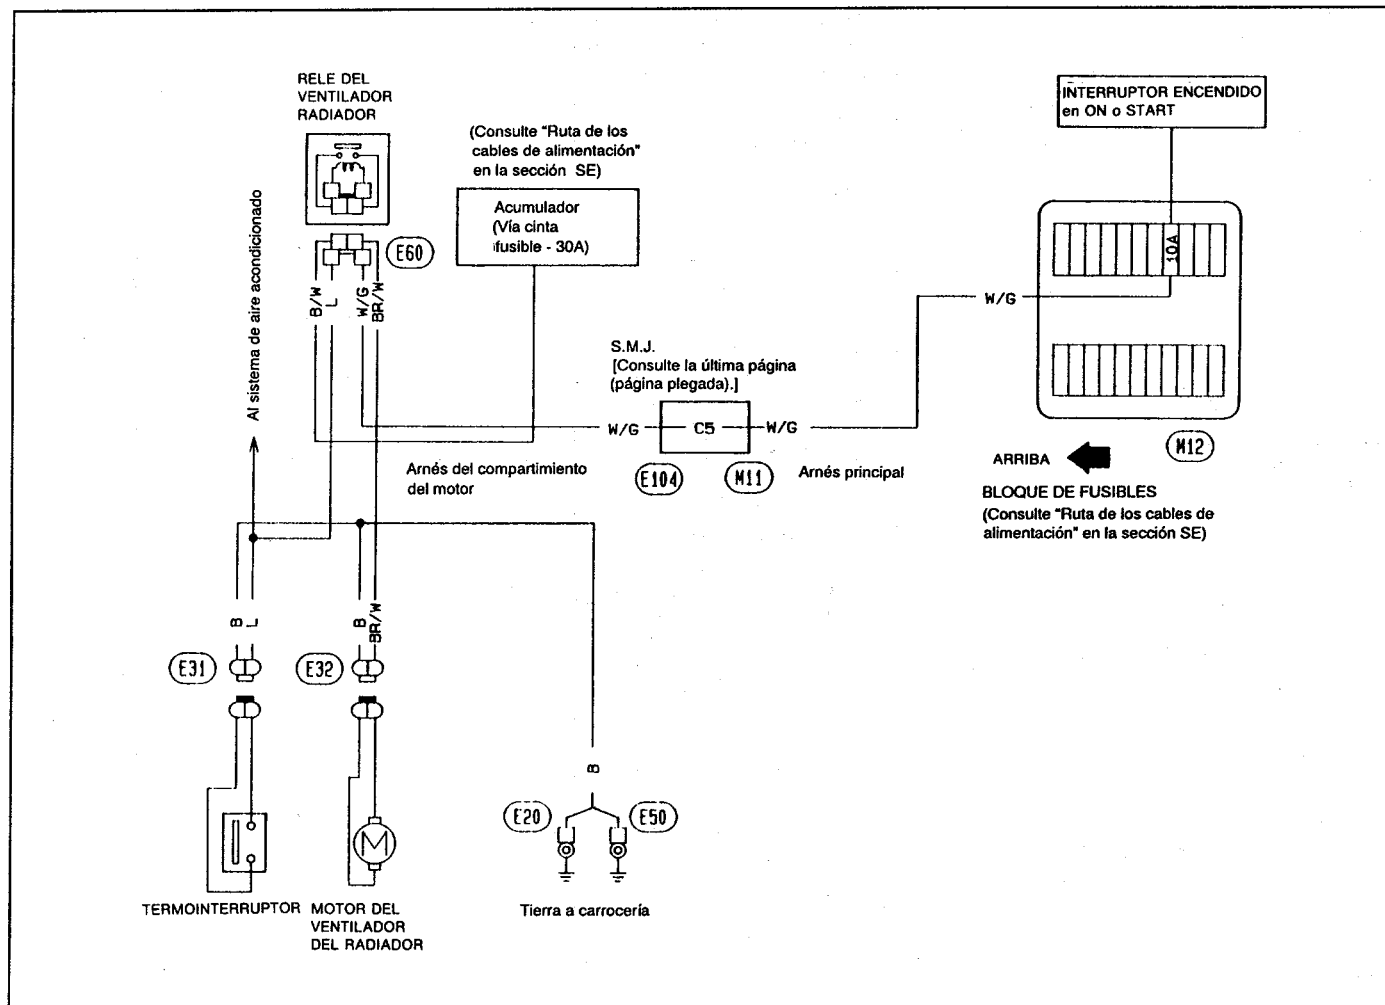 RELE DEL
VENTILADOR
RADIADOR
(Consulte "Ruta de los
cables de alimentación"
en la sección SE)
Acumulador
(Vía cinta
fusible - 30A)
INTERRUPTOR ENCENDIDO
en ON o START
10A
E60
Al sistema de aire acondicionado
B/W
L
W/G
BR/W
W/G
S.M.J.
[Consulte la última página
(página plegada).]
W/G
C5
W/G
E104
M11
Arnés del compartimiento
del motor
Arnés principal
M12
ARRIBA
BLOQUE DE FUSIBLES
(Consulte "Ruta de los cables de
alimentación" en la sección SE)
B
L
B
BR/W
E31
E32
B
E20
E50
M
TERMOINTERRUPTOR
MOTOR DEL
VENTILADOR
DEL RADIADOR
Tierra a carrocería